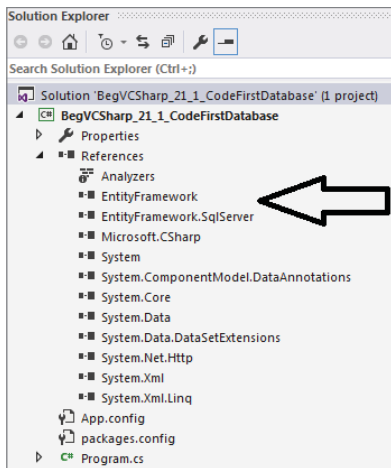 Solution Explorer
Search Solution Explorer (Ctrl+;)
Solution 'BegVCSharp_21_1_CodeFirstDatabase' (1 project)
C# BegVCSharp_21_1_CodeFirstDatabase
Properties
References
Analyzers
EntityFramework
EntityFramework.SqlServer
Microsoft.CSharp
System
System.ComponentModel.DataAnnotations
System.Core
System.Data
System.Data.DataSetExtensions
System.Net.Http
System.Xml
System.Xml.Linq
App.config
packages.config
C# Program.cs